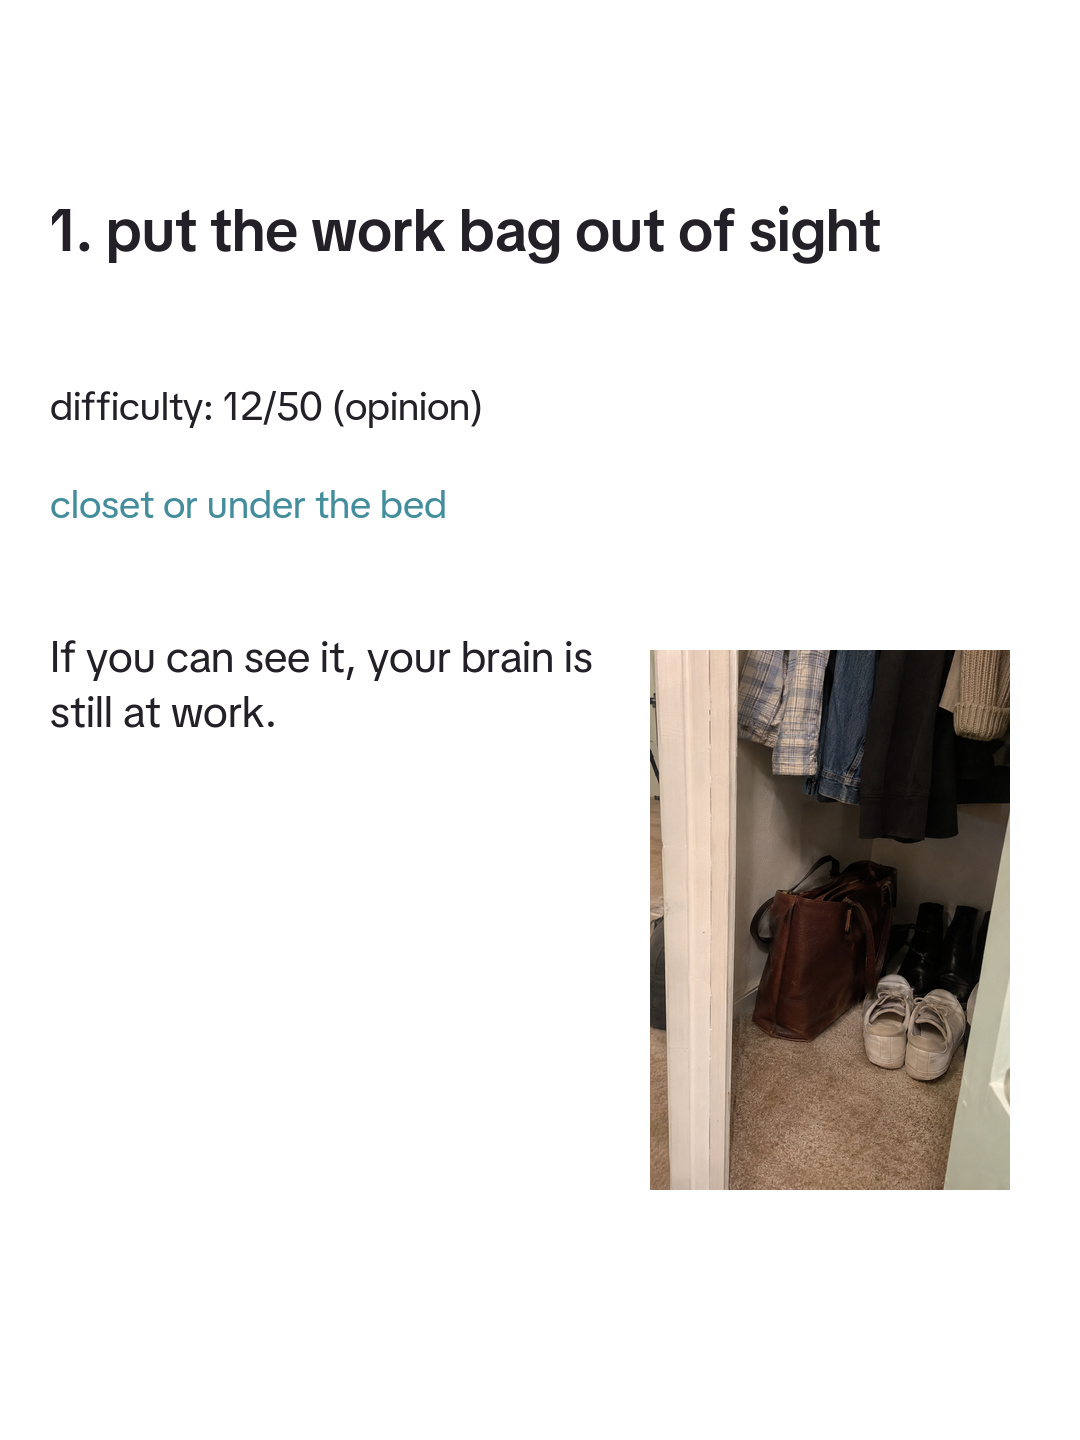 1. put the work bag out of sight
difficulty: 12/50 (opinion)
closet or under the bed
If you can see it, your brain is
still at work.